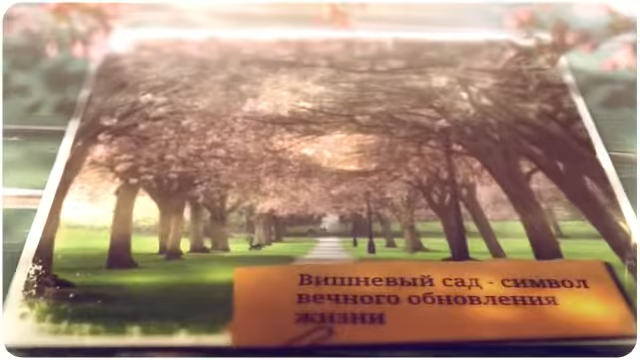 Вишневый сад - символ
вечного обновления
жизни